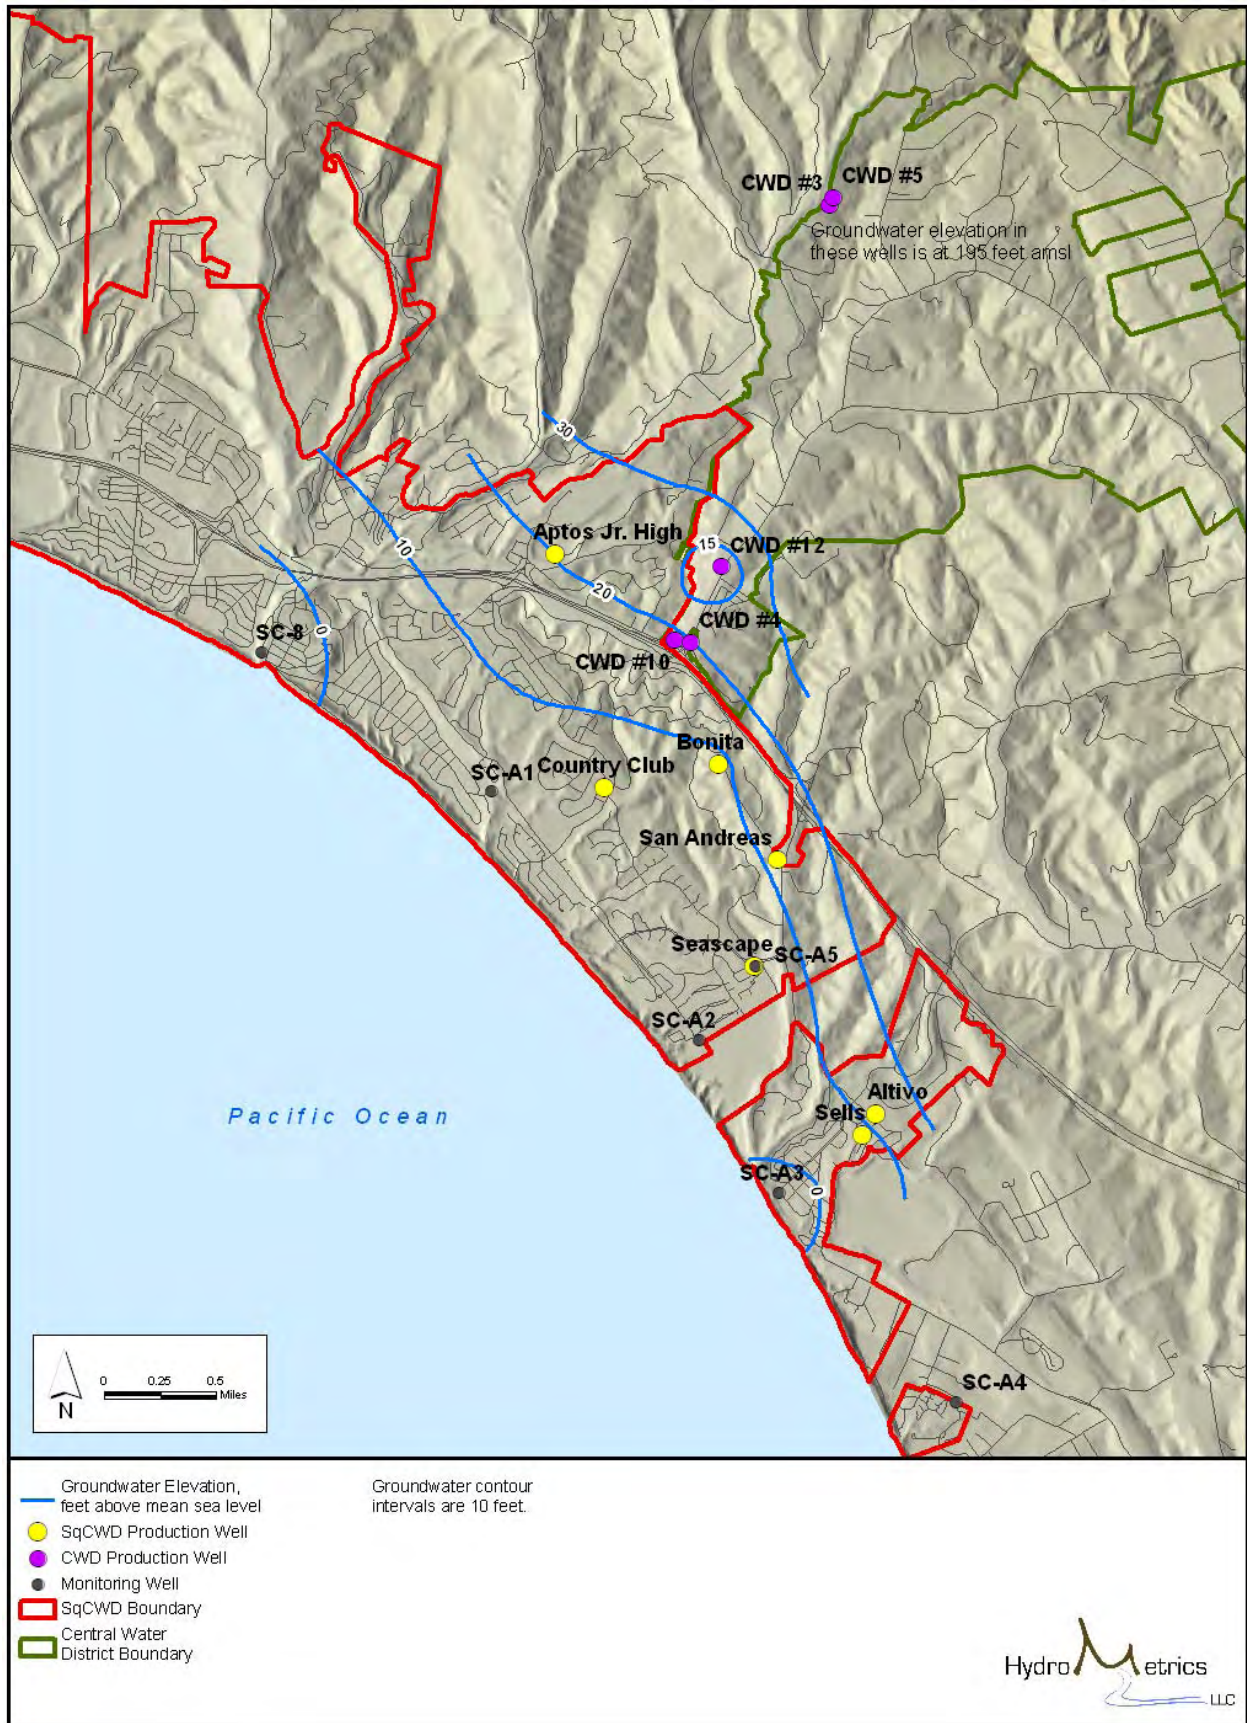 CWD #3
CWD #5
Groundwater elevation in
these wells is at 195 feet amsl
30
Aptos Jr. High
15
CWD #12
10
20
CWD #4
SC-8
0
CWD #10
Bonita
SC-A1
Country Club
San Andreas
Seascape
SC-A5
SC-A2
Pacific Ocean
Altivo
Sells
SC-A3
0
SC-A4
N
0 0.25 0.5
Miles
Groundwater Elevation,
feet above mean sea level
SqCWD Production Well
CWD Production Well
Monitoring Well
SqCWD Boundary
Central Water
District Boundary
Groundwater contour
intervals are 10 feet.
Hydro Metrics
LLC